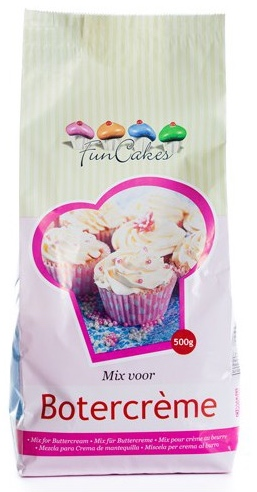 FunCakes
500g
Mix voor
Botercrème
- Mix for Buttercream - Mix für Buttercreme - Mix pour crème au beurre
- Mezcla para Crema de mantequilla - Miscela per crema al burro